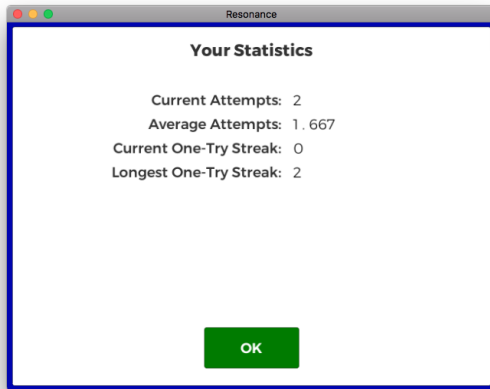 Resonance
Your Statistics
Current Attempts: 2
Average Attempts: 1.667
Current One-Try Streak: 0
Longest One-Try Streak: 2
OK